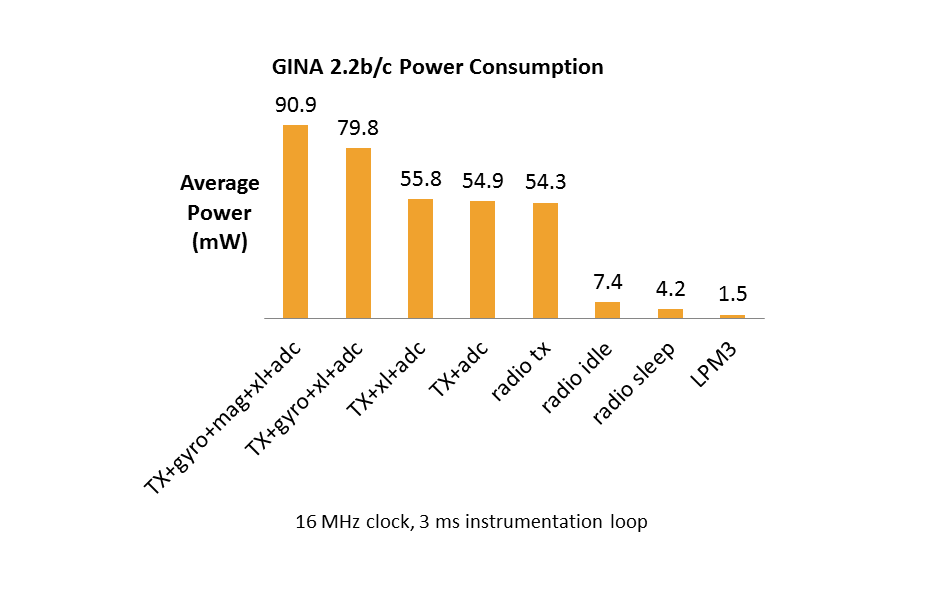 GINA 2.2b/c Power Consumption
90.9
79.8
55.8
54.9
54.3
7.4
4.2
1.5
Average
Power
(mW)
TX+gyro+mag+xl+adc
TX+gyro+xl+adc
TX+xl+adc
TX+adc
radio tx
radio idle
radio sleep
LPM3
16 MHz clock, 3 ms instrumentation loop